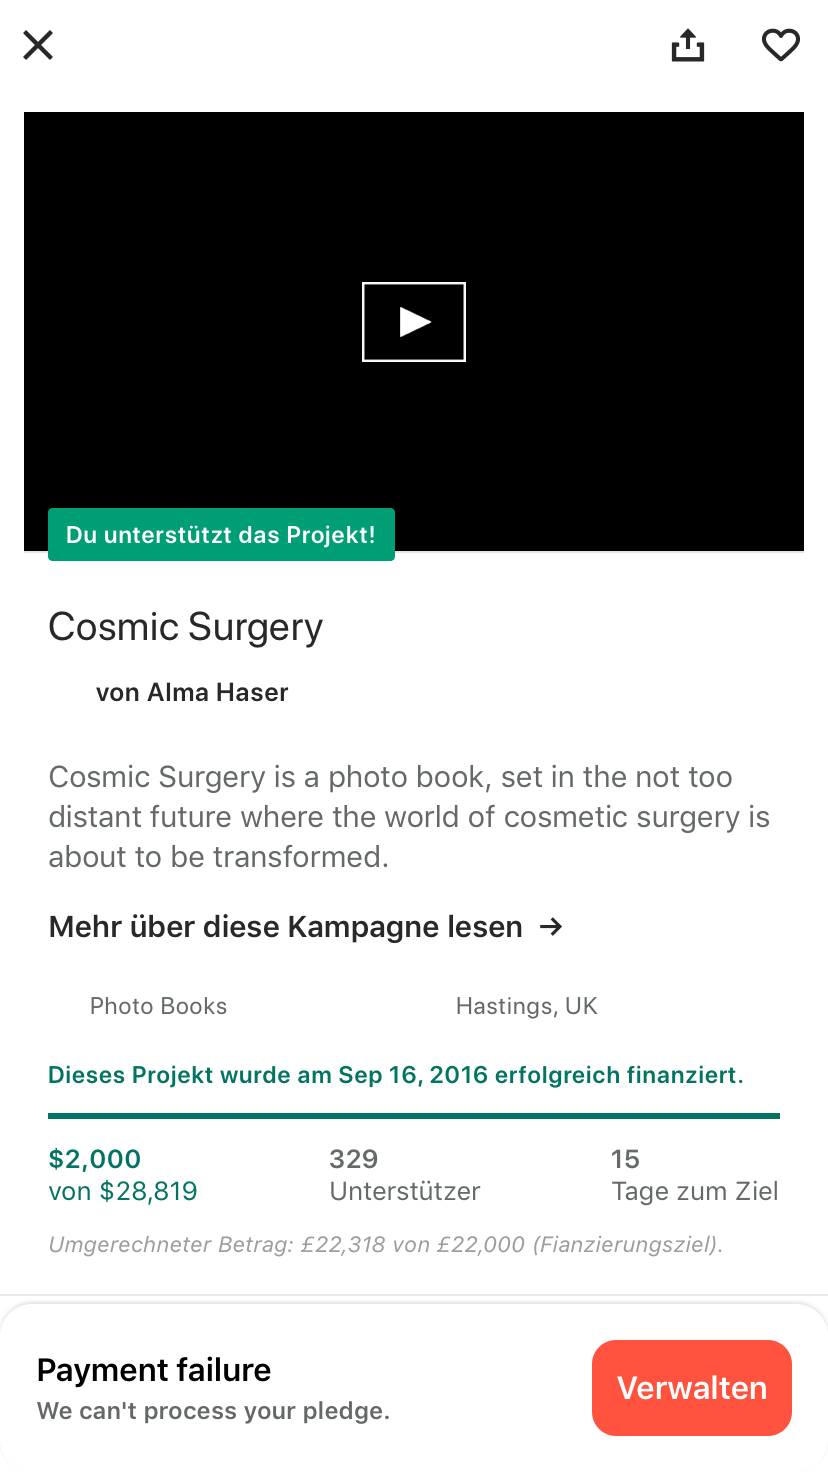 Du unterstützt das Projekt!
Cosmic Surgery
von Alma Haser
Cosmic Surgery is a photo book, set in the not too
distant future where the world of cosmetic surgery is
about to be transformed.
Mehr über diese Kampagne lesen →
Photo Books
Hastings, UK
Dieses Projekt wurde am Sep 16, 2016 erfolgreich finanziert.
$2,000
von $28,819
329
Unterstützer
15
Tage zum Ziel
Umgerechneter Betrag: £22,318 von £22,000 (Fianzierungsziel).
Payment failure
We can't process your pledge.
Verwalten